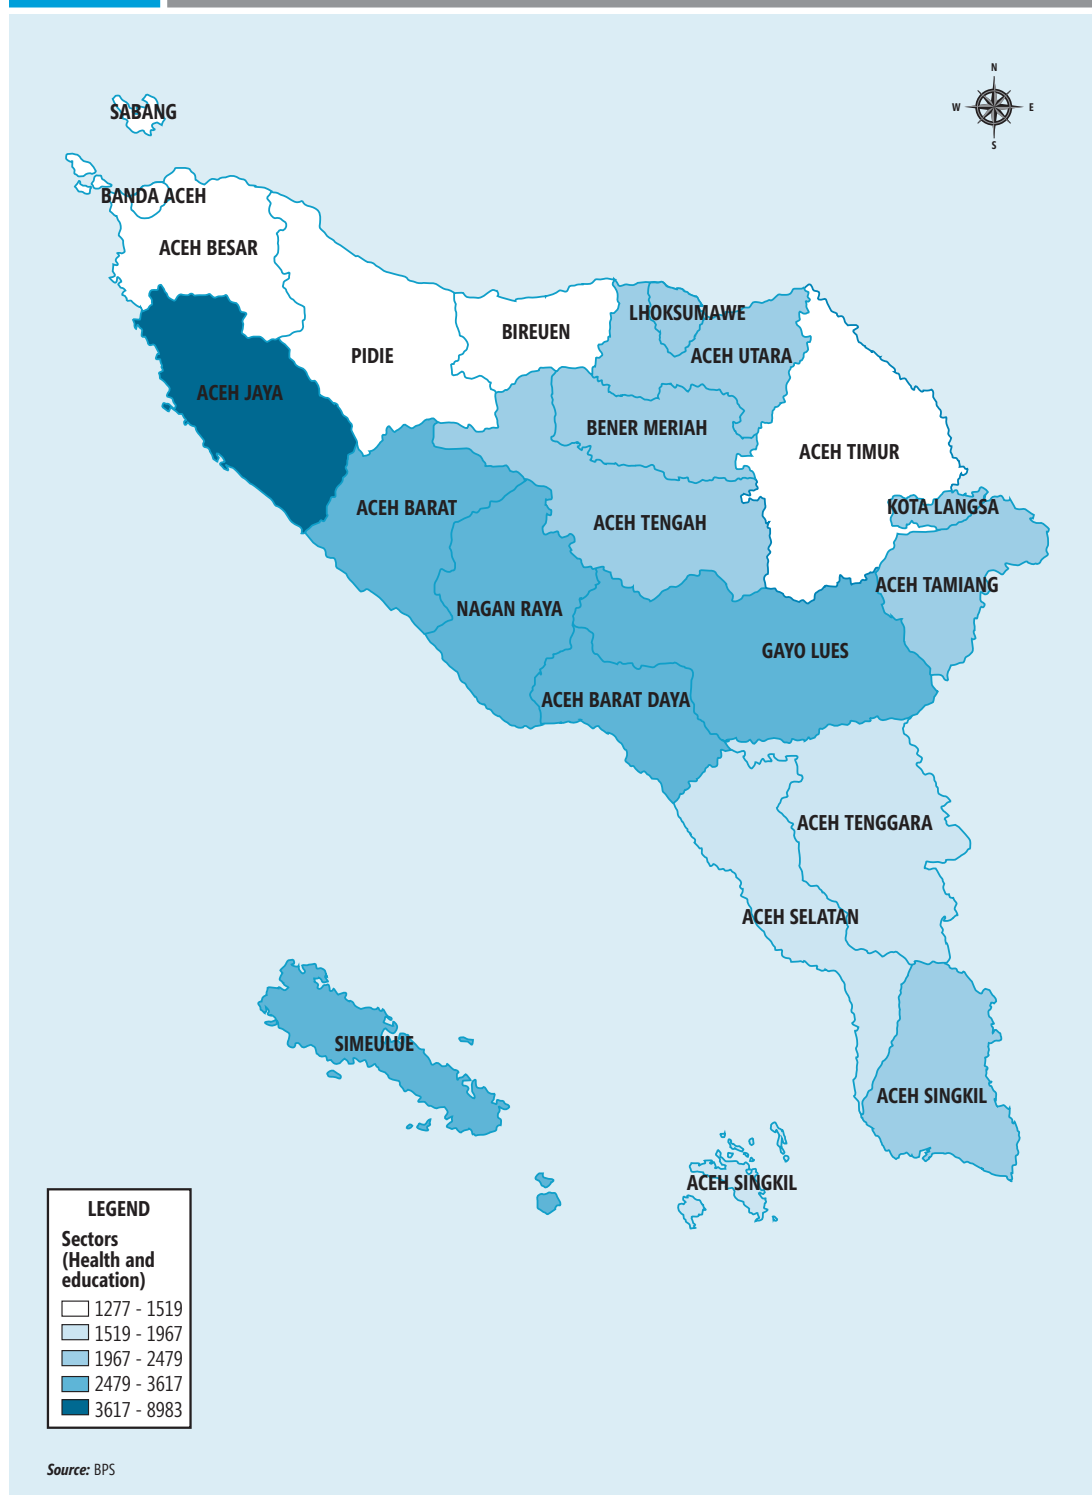 N
W E
S
SABANG
BANDA ACEH
ACEH BESAR
LHOKSUMAWE
BIREUEN
PIDIE
ACEH UTARA
ACEH JAYA
BENER MERIAH
ACEH TIMUR
ACEH BARAT
KOTA LANGSA
ACEH TENGAH
ACEH TAMIANG
NAGAN RAYA
GAYO LUES
ACEH BARAT DAYA
ACEH TENGGARA
ACEH SELATAN
SIMEULUE
ACEH SINGKIL
ACEH SINGKIL
LEGEND
Sectors
(Health and
education)
1277 - 1519
1519 - 1967
1967 - 2479
2479 - 3617
3617 - 8983
Source: BPS